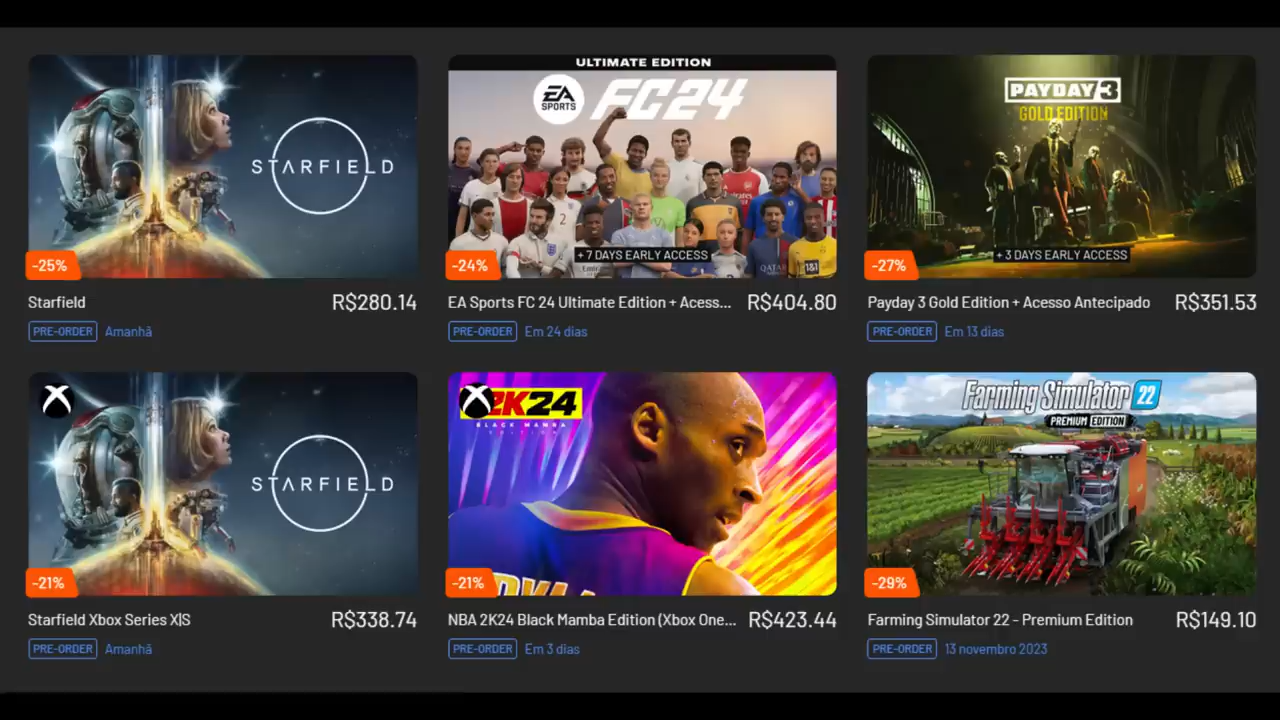 STARFIELD
-25%
Starfield
R$280.14
PRE-ORDER
Amanhã
ULTIMATE EDITION
EA SPORTS
FC24
+ 7 DAYS EARLY ACCESS
-24%
EA Sports FC 24 Ultimate Edition + Acess...
R$404.80
PRE-ORDER
Em 24 dias
PAYDAY 3
GOLD EDITION
+ 3 DAYS EARLY ACCESS
-27%
Payday 3 Gold Edition + Acesso Antecipado
R$351.53
PRE-ORDER
Em 13 dias
STARFIELD
-21%
Starfield Xbox Series X|S
R$338.74
PRE-ORDER
Amanhã
2K24
BLACK MAMBA
EDITION
-21%
NBA 2K24 Black Mamba Edition (Xbox One...
R$423.44
PRE-ORDER
Em 3 dias
Farming Simulator 22
PREMIUM EDITION
-29%
Farming Simulator 22 - Premium Edition
R$149.10
PRE-ORDER
13 novembro 2023